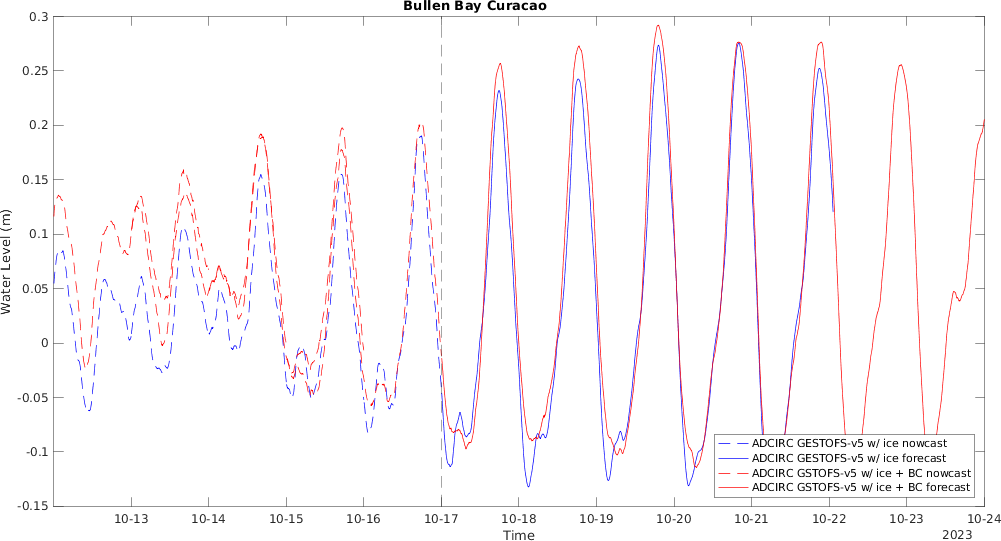 Bullen Bay Curacao
0.3
0.25
0.2
0.15
0.1
0.05
0
-0.05
-0.1
-0.15
Water Level (m)
ADCIRC GESTOFS-v5 w/ ice nowcast
ADCIRC GESTOFS-v5 w/ ice forecast
ADCIRC GSTOFS-v5 w/ ice + BC nowcast
ADCIRC GSTOFS-v5 w/ ice + BC forecast
10-13 10-14 10-15 10-16 10-17 10-18 10-19 10-20 10-21 10-22 10-23 10-24
Time
2023